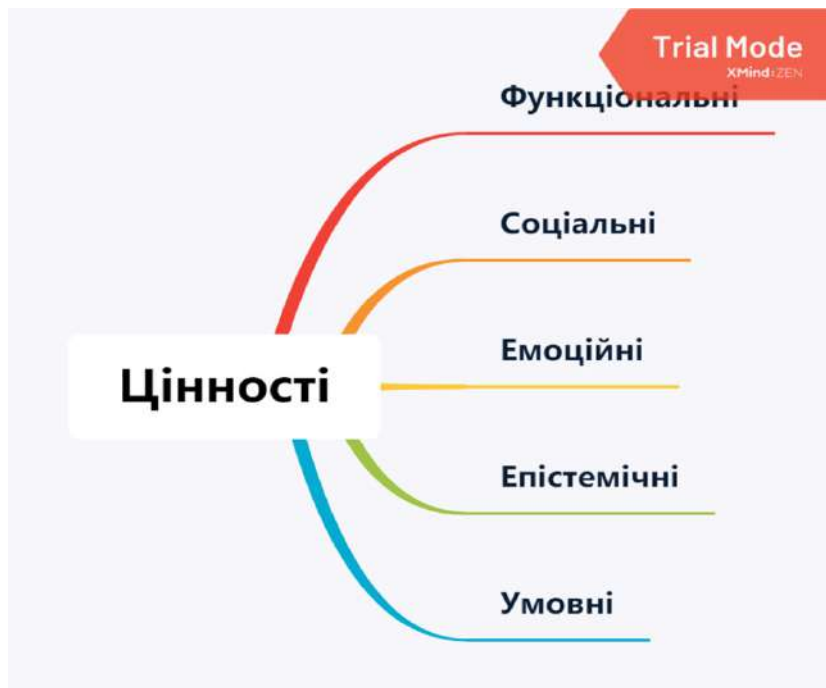 Trial Mode
XMind:ZEN
Функціональні
Соціальні
Емоційні
Цінності
Епістемічні
Умовні